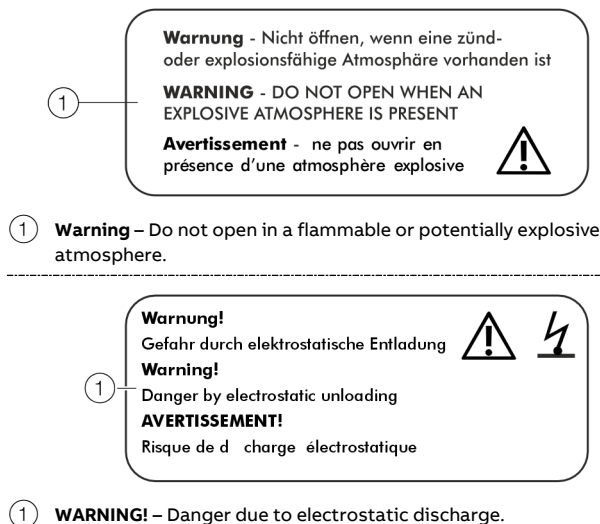 Warnung - Nicht öffnen, wenn eine zünd-
oder explosionsfähige Atmosphäre vorhanden ist
WARNING - DO NOT OPEN WHEN AN
EXPLOSIVE ATMOSPHERE IS PRESENT
Avertissement - ne pas ouvrir en
présence d'une atmosphère explosive
1
1 Warning – Do not open in a flammable or potentially explosive
atmosphere.
Warnung!
Gefahr durch elektrostatische Entladung
Warning!
1
Danger by electrostatic unloading
AVERTISSEMENT!
Risque de d charge électrostatique
1 WARNING! – Danger due to electrostatic discharge.